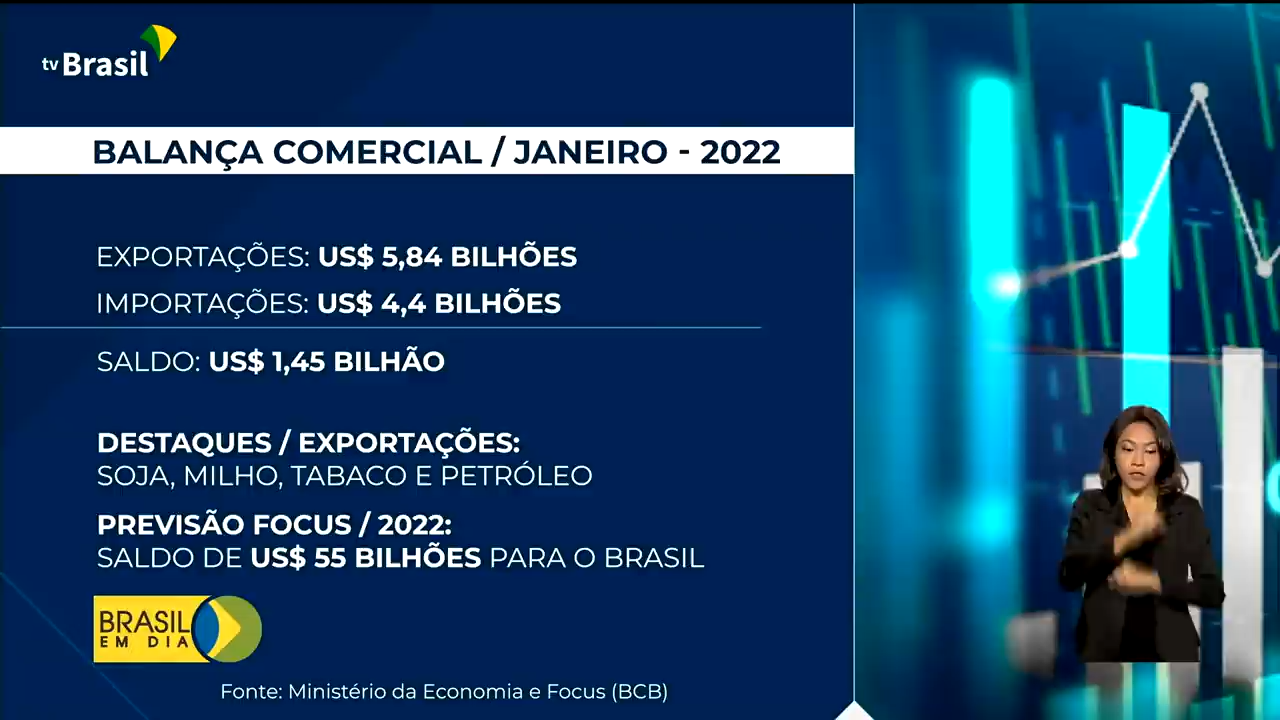 tv Brasil
BALANÇA COMERCIAL / JANEIRO - 2022
EXPORTAÇÕES: US$ 5,84 BILHÕES
IMPORTAÇÕES: US$ 4,4 BILHÕES
SALDO: US$ 1,45 BILHÃO
DESTAQUES / EXPORTAÇÕES:
SOJA, MILHO, TABACO E PETRÓLEO
PREVISÃO FOCUS / 2022:
SALDO DE US$ 55 BILHÕES PARA O BRASIL
BRASIL
EM DIA
Fonte: Ministério da Economia e Focus (BCB)